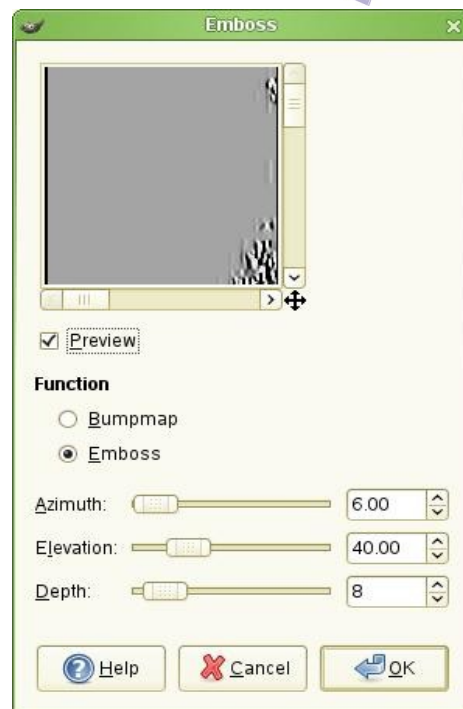 Emboss
Preview
Function
Bumpmap
Emboss
Azimuth: 6.00
Elevation: 40.00
Depth: 8
Help Cancel OK